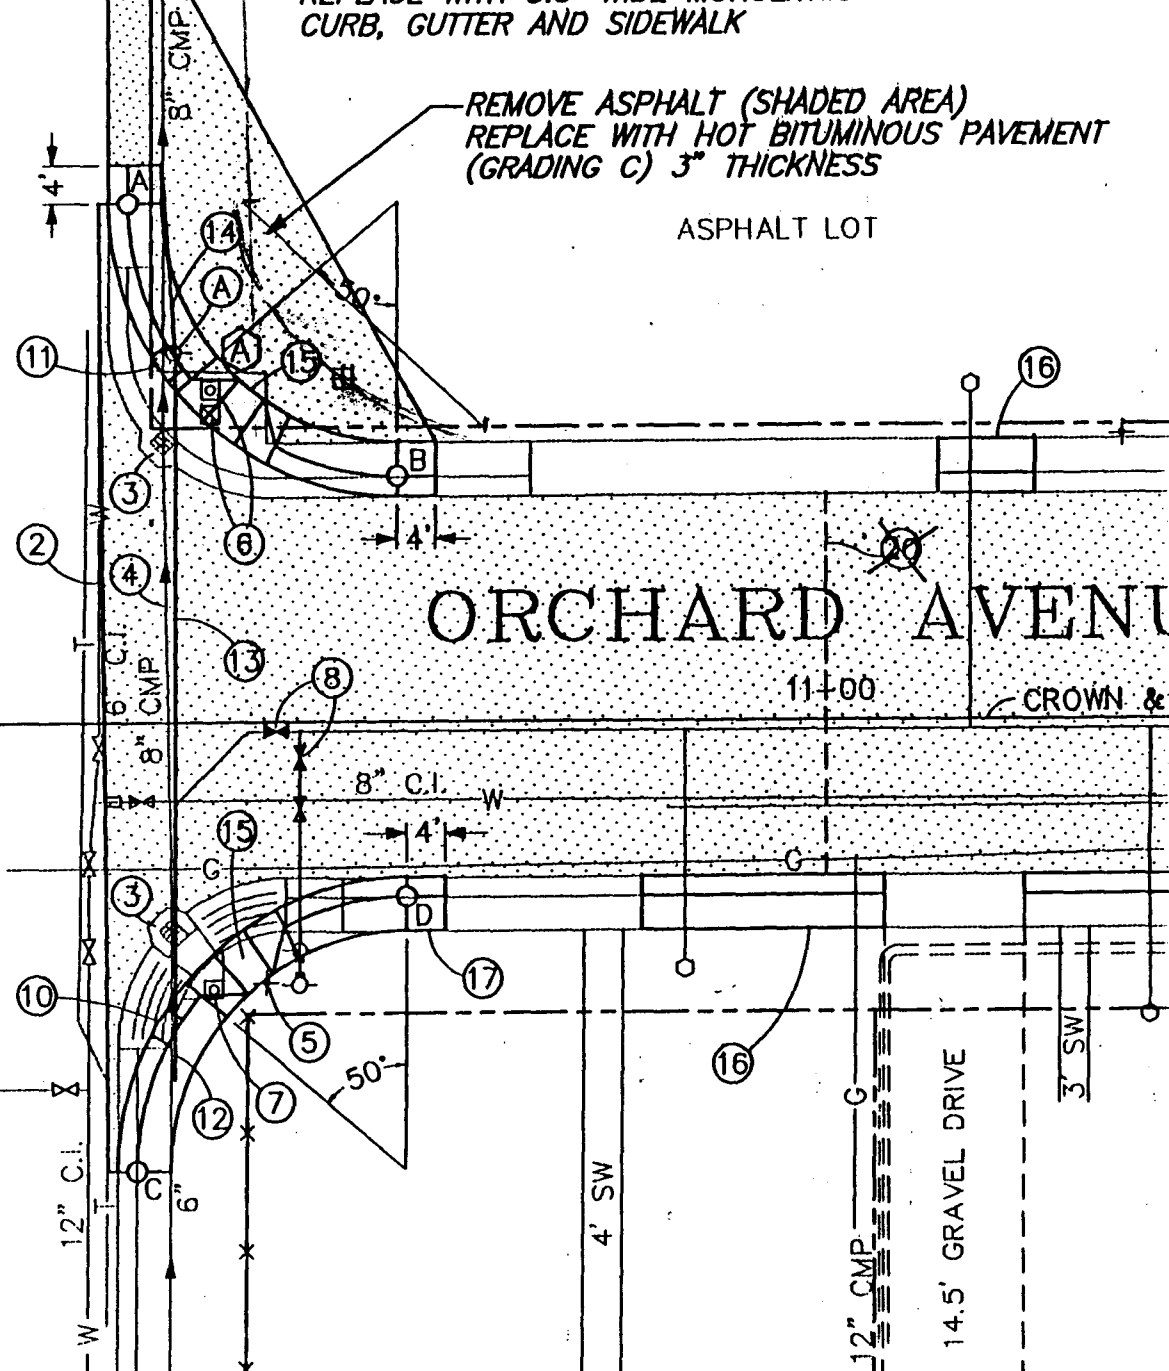 CURB, GUTTER AND SIDEWALK
8" CMP
REMOVE ASPHALT (SHADED AREA)
REPLACE WITH HOT BITUMINOUS PAVEMENT
(GRADING C) 3" THICKNESS
ASPHALT LOT
4'
A
14
A
50°
11
A
15
16
3
B
W
2
6
4'
20
4
ORCHARD AVENU
T
6" C.I.
13
8" CMP
8
11+00
CROWN &
8" C.I.
W
15
4'
G
G
3
D
17
10
5
16
50°
7
12
3' SW
G
C
6"
12" C.I.
T
4' SW
14.5' GRAVEL DRIVE
12" CMP
W